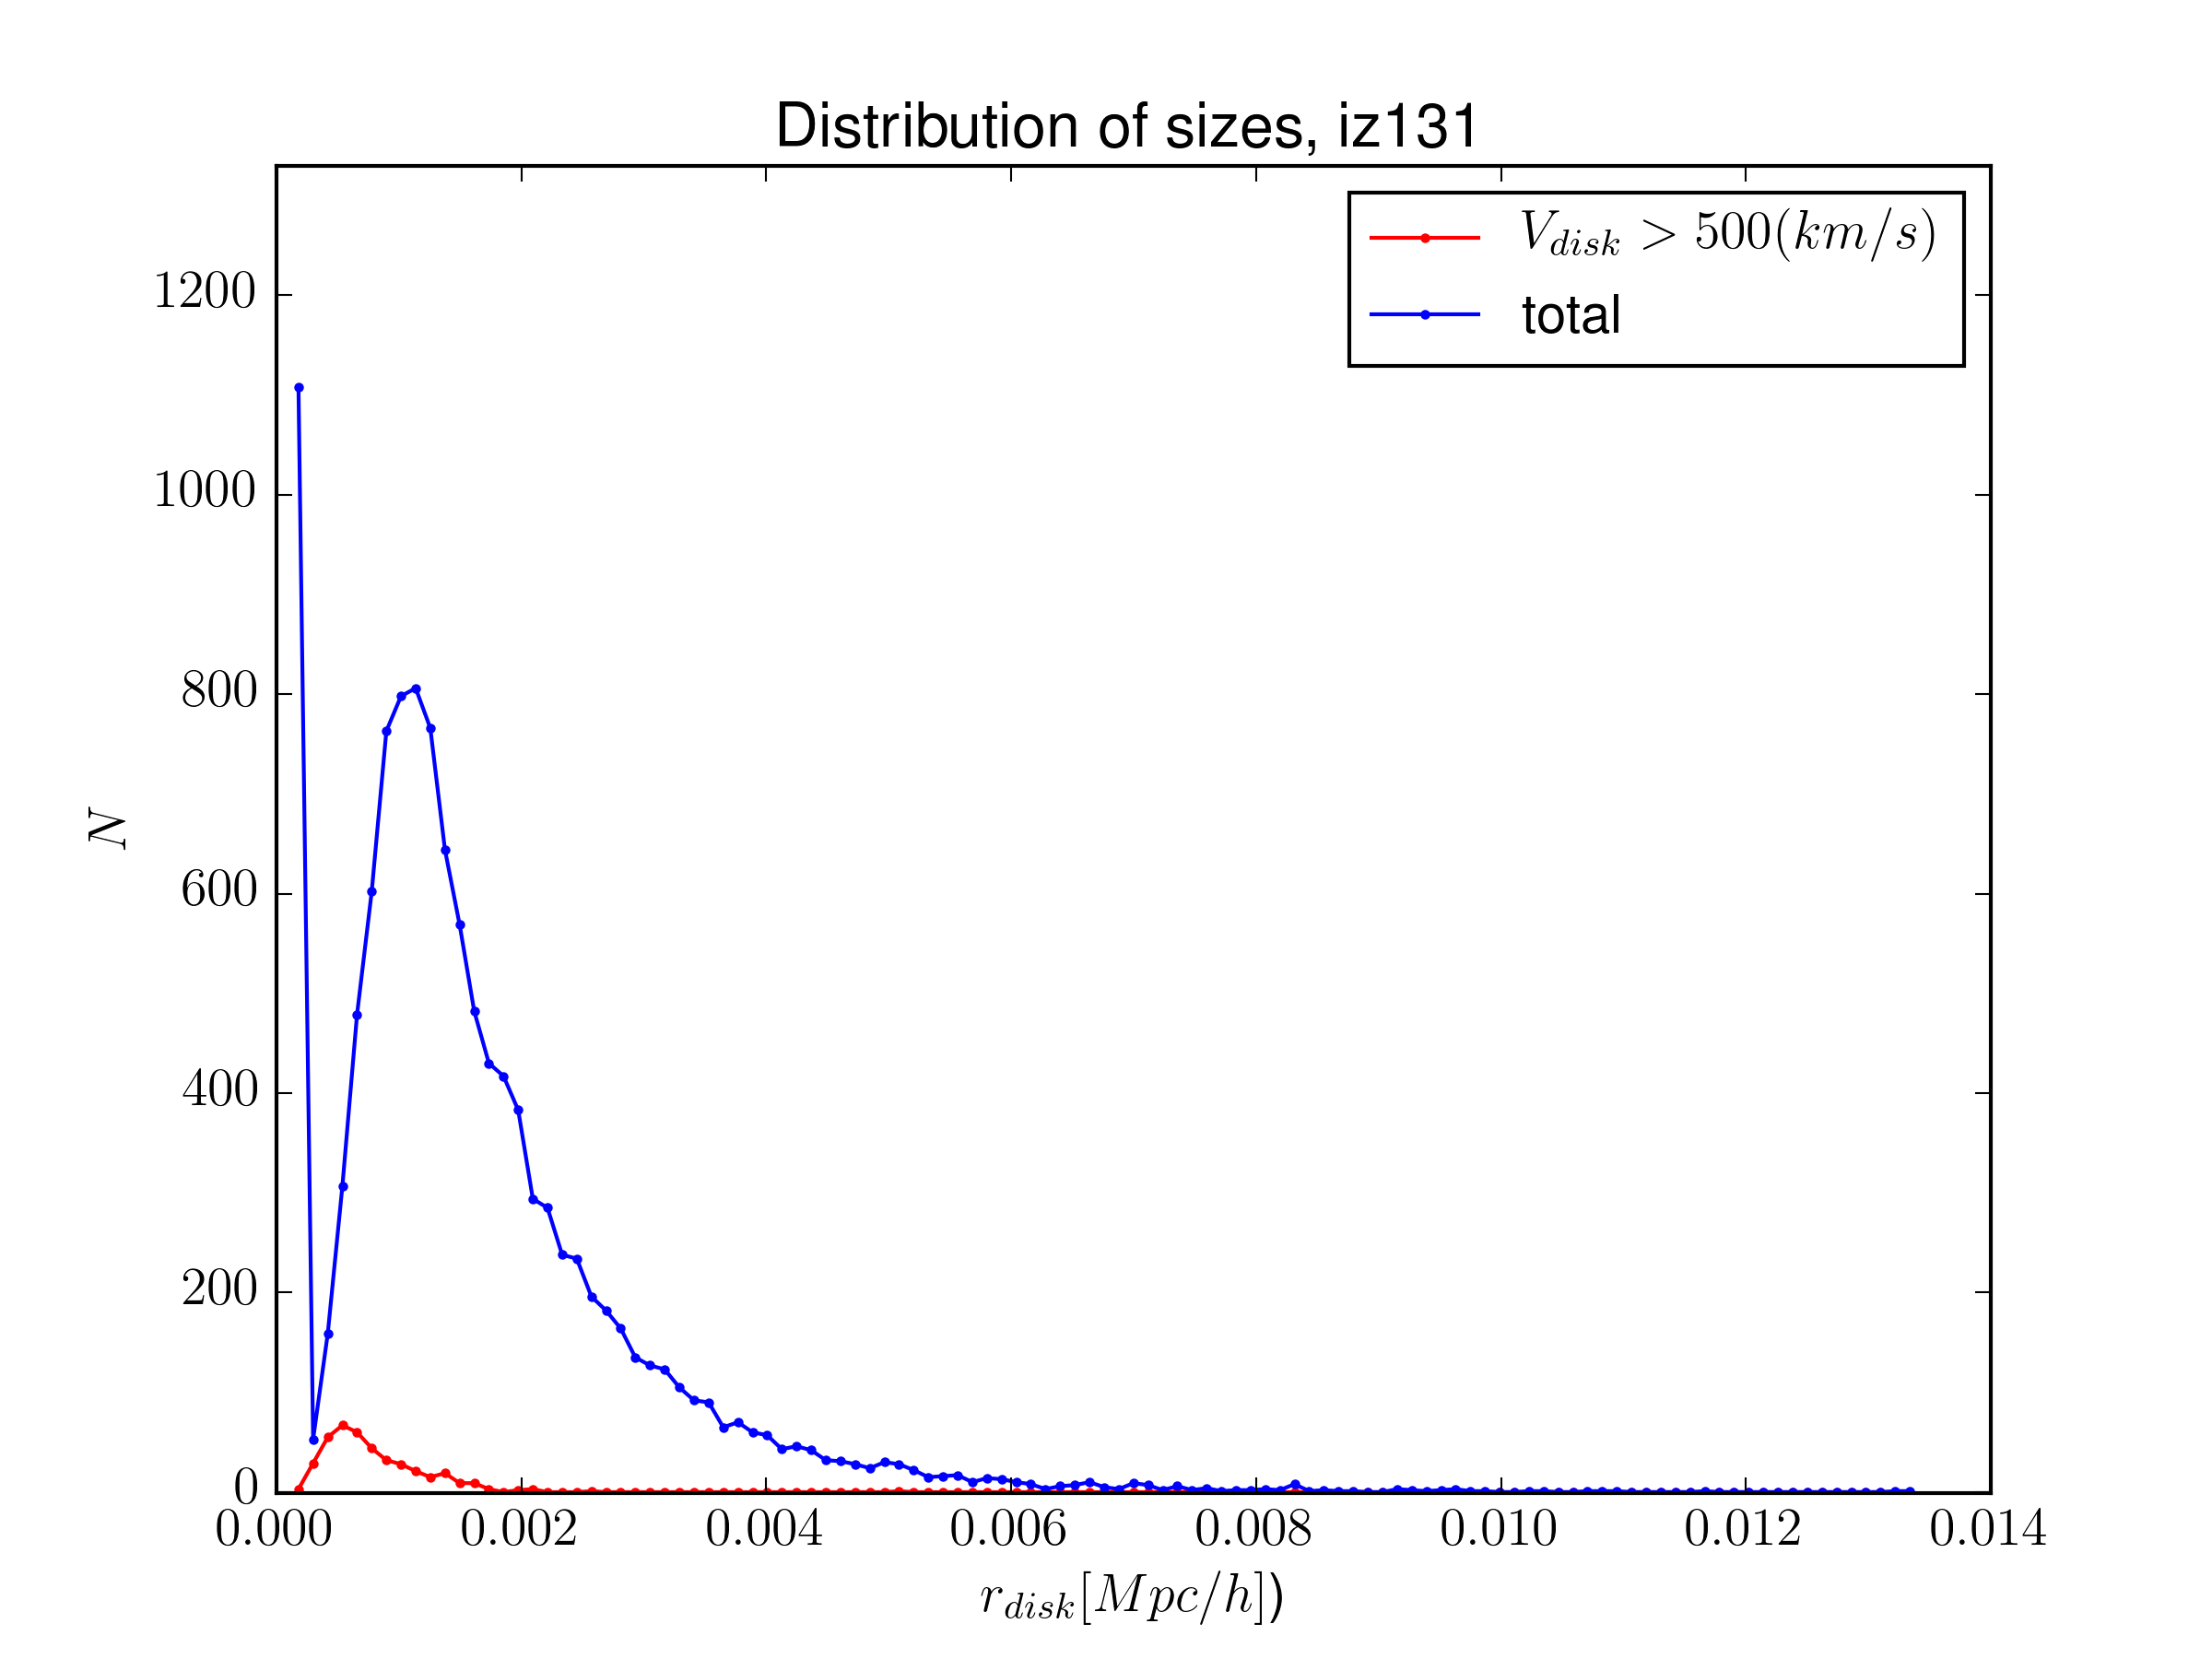 Distribution of sizes, iz131
V_disk > 500(km/s)
total
1200
1000
800
600
400
200
0
N
0.000 0.002 0.004 0.006 0.008 0.010 0.012 0.014
r_disk[Mpc/h])